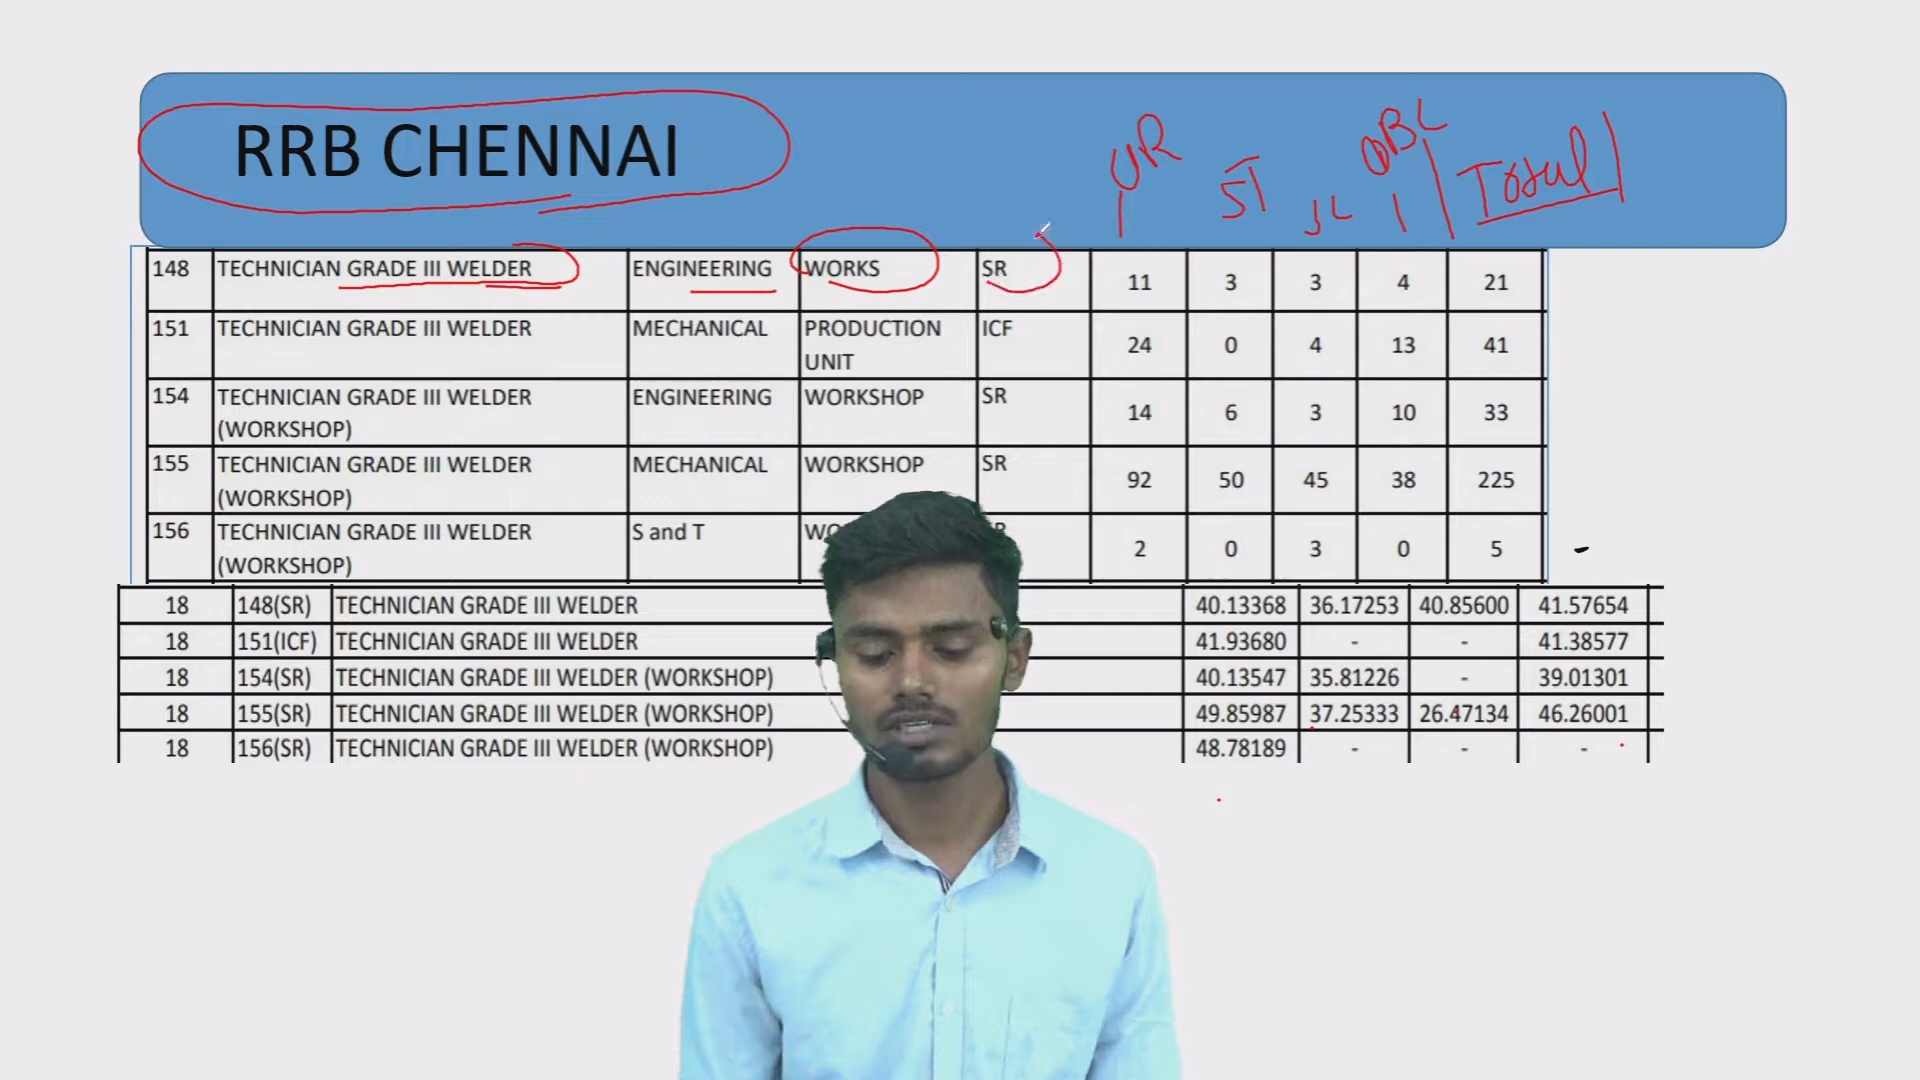 RRB CHENNAI
UR ST OBC Total
148 TECHNICIAN GRADE III WELDER ENGINEERING WORKS SR 11 3 3 4 21
151 TECHNICIAN GRADE III WELDER MECHANICAL PRODUCTION UNIT ICF 24 0 4 13 41
154 TECHNICIAN GRADE III WELDER (WORKSHOP) ENGINEERING WORKSHOP SR 14 6 3 10 33
155 TECHNICIAN GRADE III WELDER (WORKSHOP) MECHANICAL WORKSHOP SR 92 50 45 38 225
156 TECHNICIAN GRADE III WELDER (WORKSHOP) S and T 2 0 3 0 5
18 148(SR) TECHNICIAN GRADE III WELDER 40.13368 36.17253 40.85600 41.57654
18 151(ICF) TECHNICIAN GRADE III WELDER 41.93680 - - 41.38577
18 154(SR) TECHNICIAN GRADE III WELDER (WORKSHOP) 40.13547 35.81226 - 39.01301
18 155(SR) TECHNICIAN GRADE III WELDER (WORKSHOP) 49.85987 37.25333 26.47134 46.26001
18 156(SR) TECHNICIAN GRADE III WELDER (WORKSHOP) 48.78189 - - -